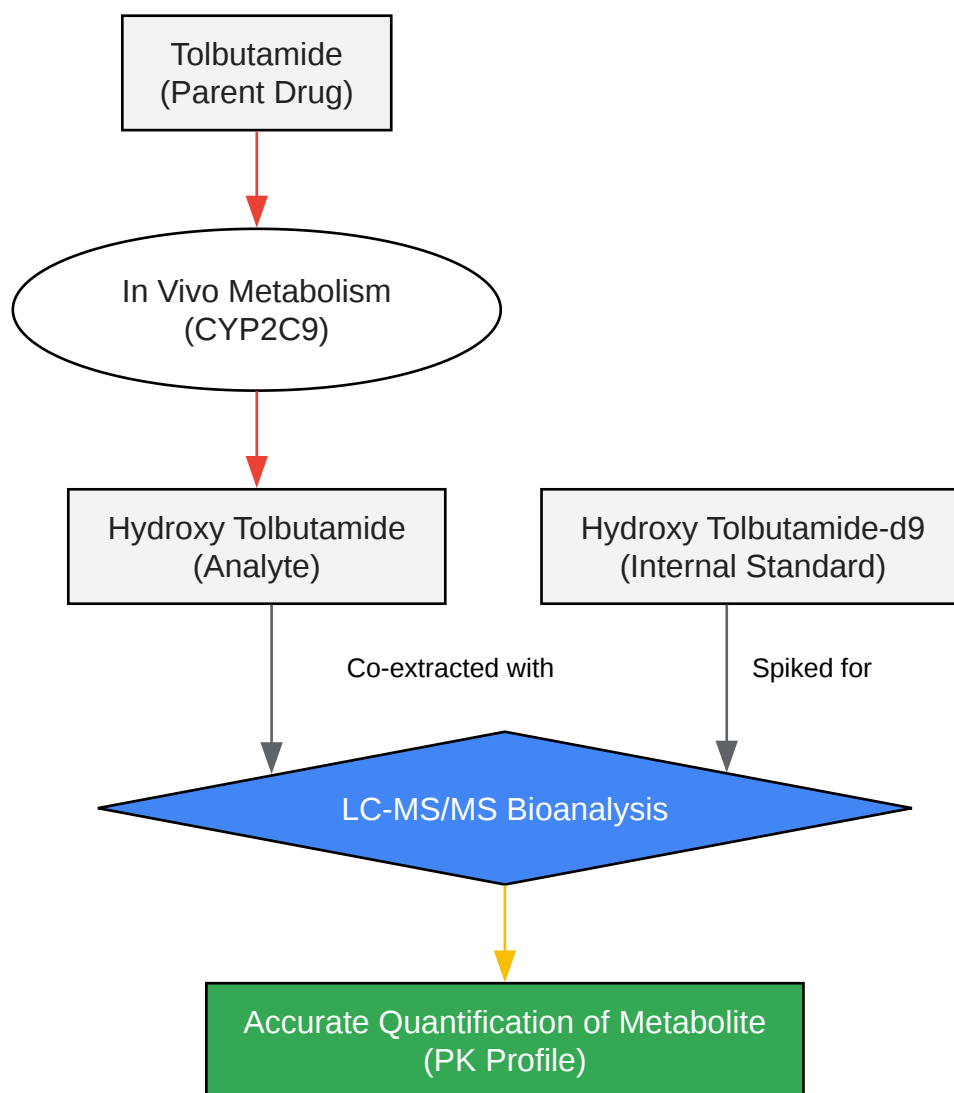 Tolbutamide
(Parent Drug)
In Vivo Metabolism
(CYP2C9)
Hydroxy Tolbutamide
(Analyte)
Hydroxy Tolbutamide-d9
(Internal Standard)
Co-extracted with
Spiked for
LC-MS/MS Bioanalysis
Accurate Quantification of Metabolite
(PK Profile)